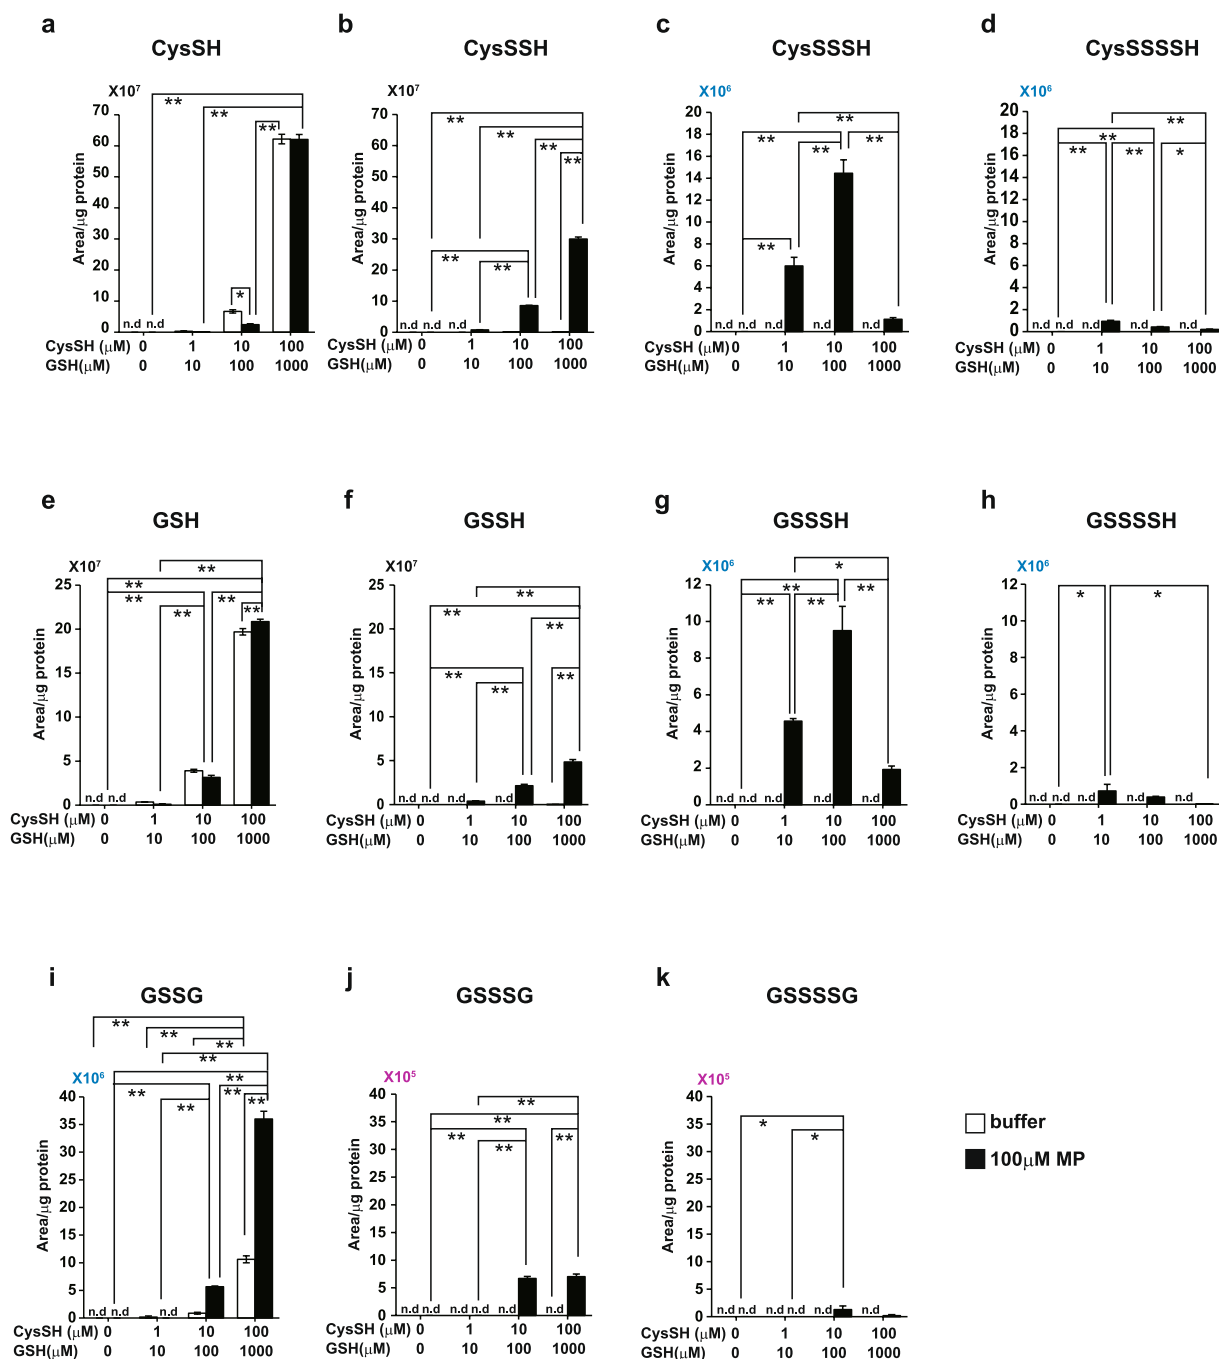 a
CysSH
X10⁷
Area/μg protein
70
60
50
40
30
20
10
0
** ** ** *
n.d n.d
CysSH (μM) 0 1 10 100
GSH(μM) 0 10 100 1000
b
CysSSH
X10⁷
Area/μg protein
70
60
50
40
30
20
10
0
** ** ** ** ** **
n.d n.d n.d
CysSH (μM) 0 1 10 100
GSH(μM) 0 10 100 1000
c
CysSSSH
X10⁶
Area/μg protein
20
18
16
14
12
10
8
6
4
2
0
** ** ** ** **
n.d n.d n.d n.d n.d
CysSH (μM) 0 1 10 100
GSH(μM) 0 10 100 1000
d
CysSSSSH
X10⁶
Area/μg protein
20
18
16
14
12
10
8
6
4
2
0
** ** ** ** *
n.d n.d n.d n.d n.d
CysSH (μM) 0 1 10 100
GSH(μM) 0 10 100 1000
e
GSH
X10⁷
Area/μg protein
25
20
15
10
5
0
** ** ** ** ** **
n.d n.d
CysSH (μM) 0 1 10 100
GSH(μM) 0 10 100 1000
f
GSSH
X10⁷
Area/μg protein
25
20
15
10
5
0
** ** ** ** ** **
n.d n.d n.d n.d
CysSH (μM) 0 1 10 100
GSH(μM) 0 10 100 1000
g
GSSSH
X10⁶
Area/μg protein
12
10
8
6
4
2
0
* ** ** ** **
n.d n.d n.d n.d n.d
CysSH (μM) 0 1 10 100
GSH(μM) 0 10 100 1000
h
GSSSSH
X10⁶
Area/μg protein
12
10
8
6
4
2
0
* *
n.d n.d n.d n.d n.d
CysSH (μM) 0 1 10 100
GSH(μM) 0 10 100 1000
i
GSSG
X10⁶
Area/μg protein
40
35
30
25
20
15
10
5
0
** ** ** ** ** ** ** ** **
n.d n.d n.d
CysSH (μM) 0 1 10 100
GSH(μM) 0 10 100 1000
j
GSSSG
X10⁵
Area/μg protein
40
35
30
25
20
15
10
5
0
** ** ** ** **
n.d n.d n.d n.d n.d n.d
CysSH (μM) 0 1 10 100
GSH(μM) 0 10 100 1000
k
GSSSSG
X10⁵
Area/μg protein
40
35
30
25
20
15
10
5
0
* *
n.d n.d n.d n.d n.d n.d
CysSH (μM) 0 1 10 100
GSH(μM) 0 10 100 1000
buffer
100μM MP